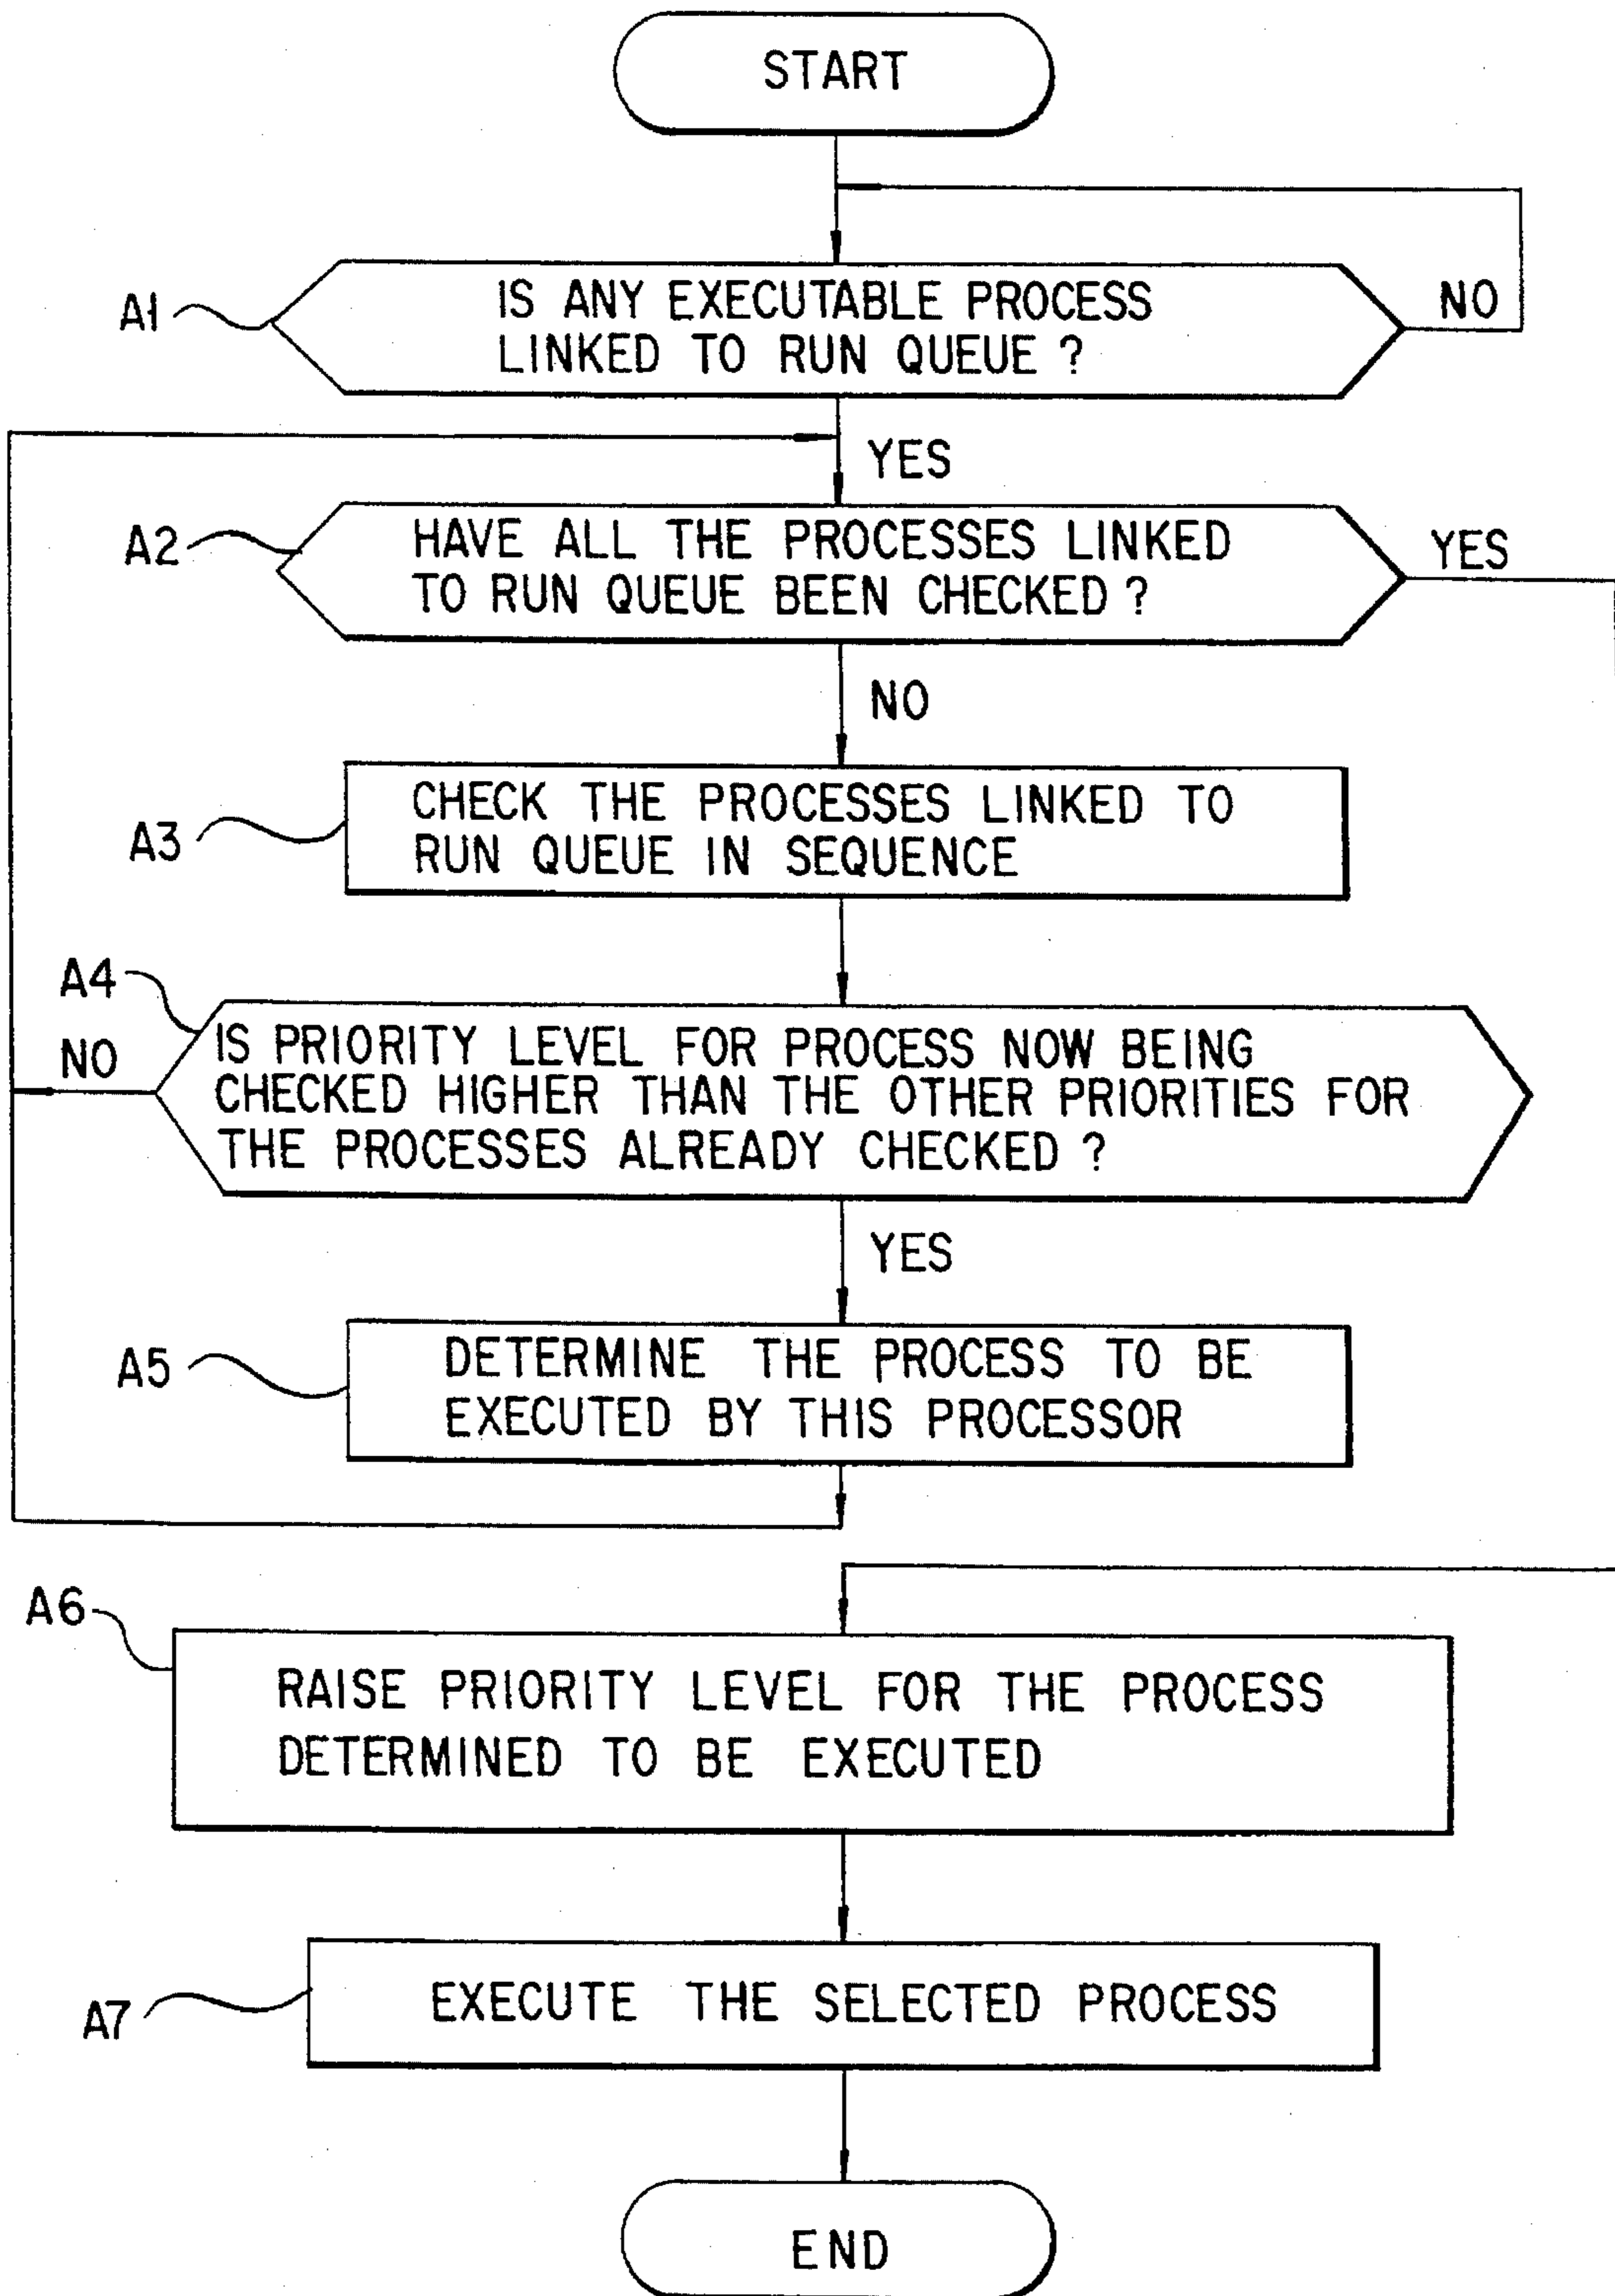 START
A1
IS ANY EXECUTABLE PROCESS
LINKED TO RUN QUEUE ?
NO
YES
A2
HAVE ALL THE PROCESSES LINKED
TO RUN QUEUE BEEN CHECKED ?
YES
NO
A3
CHECK THE PROCESSES LINKED TO
RUN QUEUE IN SEQUENCE
A4
NO
IS PRIORITY LEVEL FOR PROCESS NOW BEING
CHECKED HIGHER THAN THE OTHER PRIORITIES FOR
THE PROCESSES ALREADY CHECKED ?
YES
A5
DETERMINE THE PROCESS TO BE
EXECUTED BY THIS PROCESSOR
A6
RAISE PRIORITY LEVEL FOR THE PROCESS
DETERMINED TO BE EXECUTED
A7
EXECUTE THE SELECTED PROCESS
END